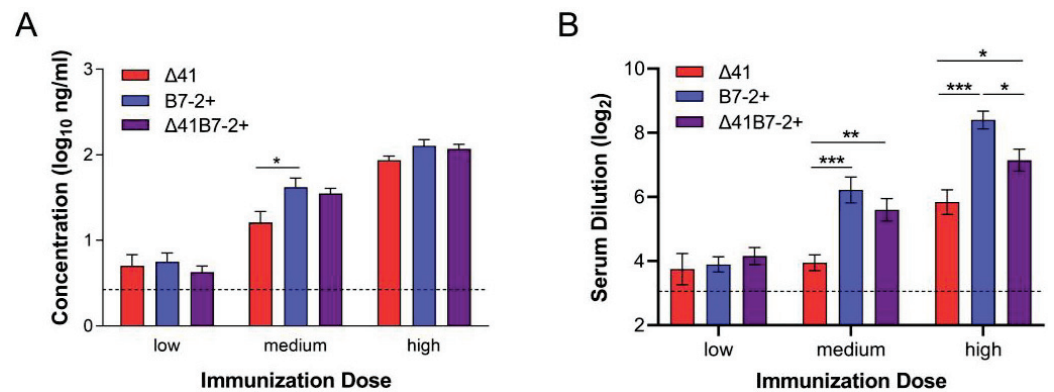 A
Concentration (log₁₀ ng/ml)
3
2
1
0
Δ41
B7-2+
Δ41B7-2+
*
low medium high
Immunization Dose
B
Serum Dilution (log₂)
10
8
6
4
2
Δ41
B7-2+
Δ41B7-2+
**
***
*
***
*
low medium high
Immunization Dose